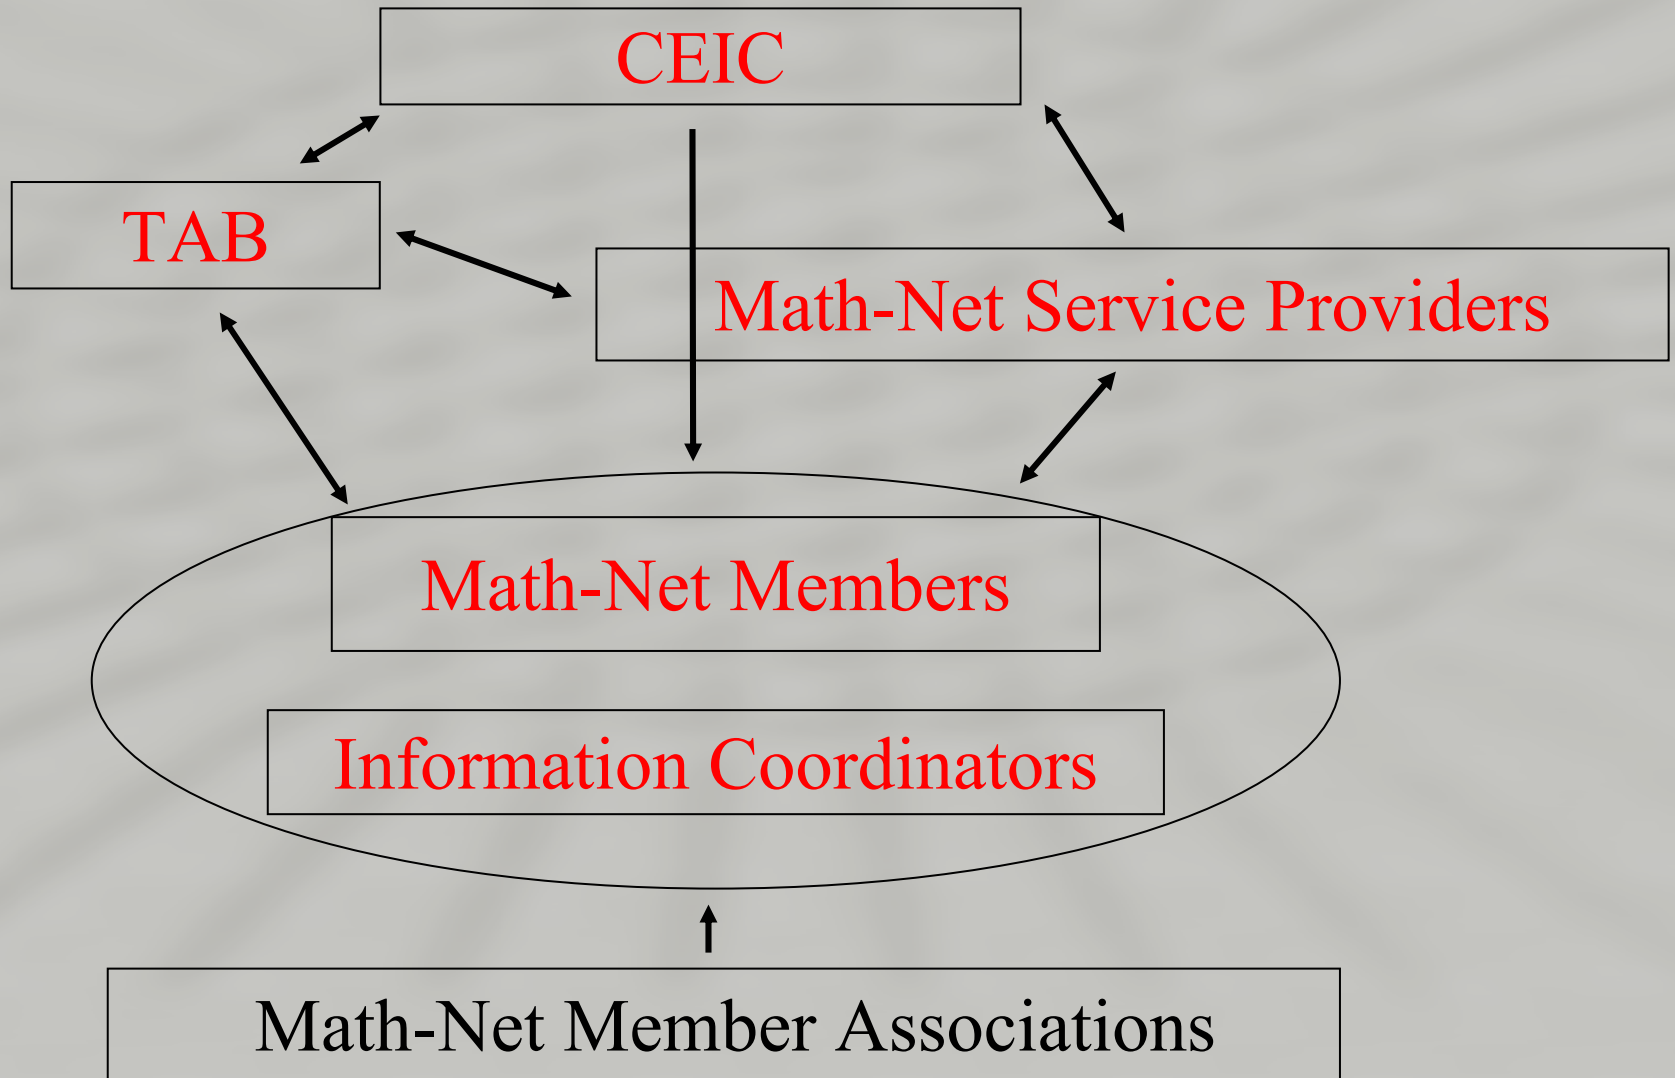 CEIC
TAB
Math-Net Service Providers
Math-Net Members
Information Coordinators
Math-Net Member Associations